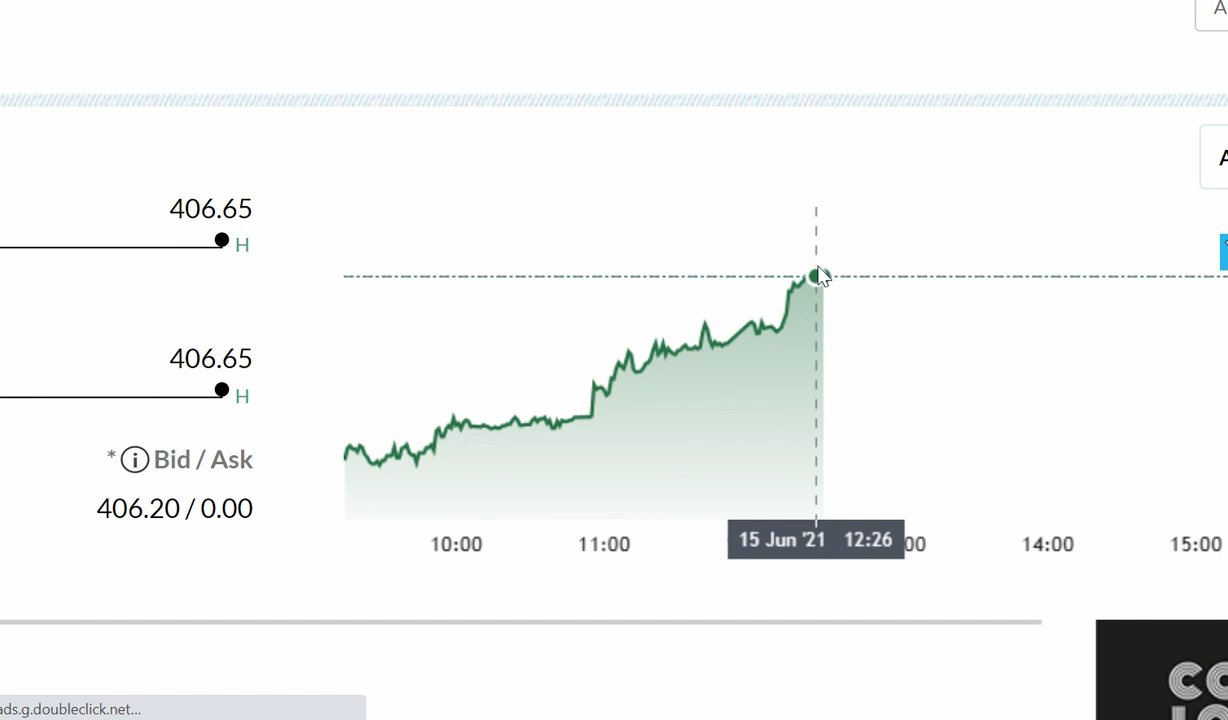 A
A
406.65
H
406.65
H
* i Bid / Ask
406.20 / 0.00
15 Jun '21 12:26
10:00 11:00 00 14:00 15:00
ads.g.doubleclick.net...